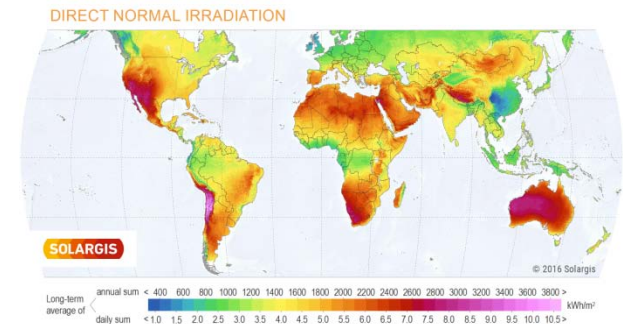 DIRECT NORMAL IRRADIATION
SOLARGIS
© 2016 Solargis
Long-term average of
annual sum < 400 600 800 1000 1200 1400 1600 1800 2000 2200 2400 2600 2800 3000 3200 3400 3600 3800 >
kWh/m²
daily sum < 1.0 1.5 2.0 2.5 3.0 3.5 4.0 4.5 5.0 5.5 6.0 6.5 7.0 7.5 8.0 8.5 9.0 9.5 10.0 10.5 >